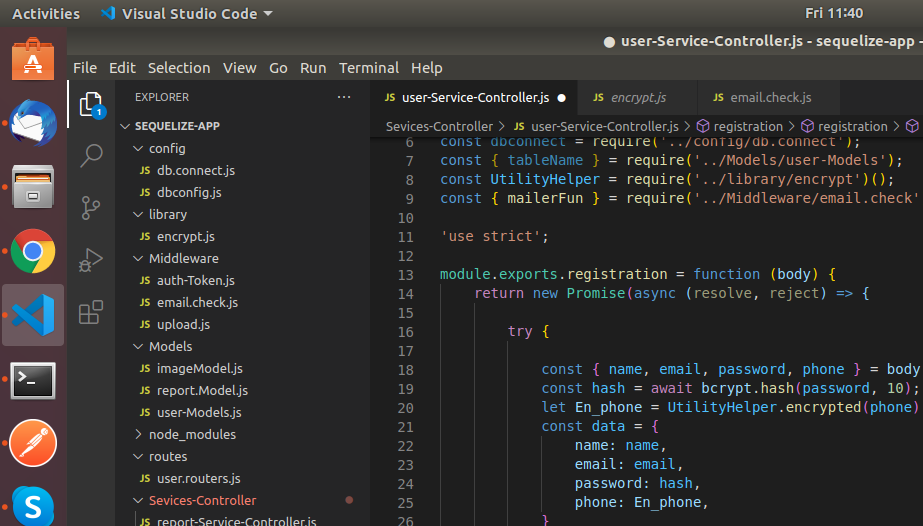 Activities Visual Studio Code Fri 11:40
● user-Service-Controller.js - sequelize-app -
File Edit Selection View Go Run Terminal Help
EXPLORER ...
1
SEQUELIZE-APP
config
JS db.connect.js
JS dbconfig.js
library
JS encrypt.js
Middleware
JS auth-Token.js
JS email.check.js
JS upload.js
Models
JS imageModel.js
JS report.Model.js
JS user-Models.js
node_modules
routes
JS user.routers.js
Sevices-Controller
JS report-Service-Controller.js
JS user-Service-Controller.js ● JS encrypt.js JS email.check.js
Sevices-Controller > JS user-Service-Controller.js > registration > registration >
6 const dbconnect = require('../config/db.connect');
7 const { tableName } = require('../Models/user-Models');
8 const UtilityHelper = require('../library/encrypt')();
9 const { mailerFun } = require('../Middleware/email.check'
10
11 'use strict';
12
13 module.exports.registration = function (body) {
14 return new Promise(async (resolve, reject) => {
15
16 try {
17
18 const { name, email, password, phone } = body
19 const hash = await bcrypt.hash(password, 10);
20 let En_phone = UtilityHelper.encrypted(phone)
21 const data = {
22 name: name,
23 email: email,
24 password: hash,
25 phone: En_phone,
26 }